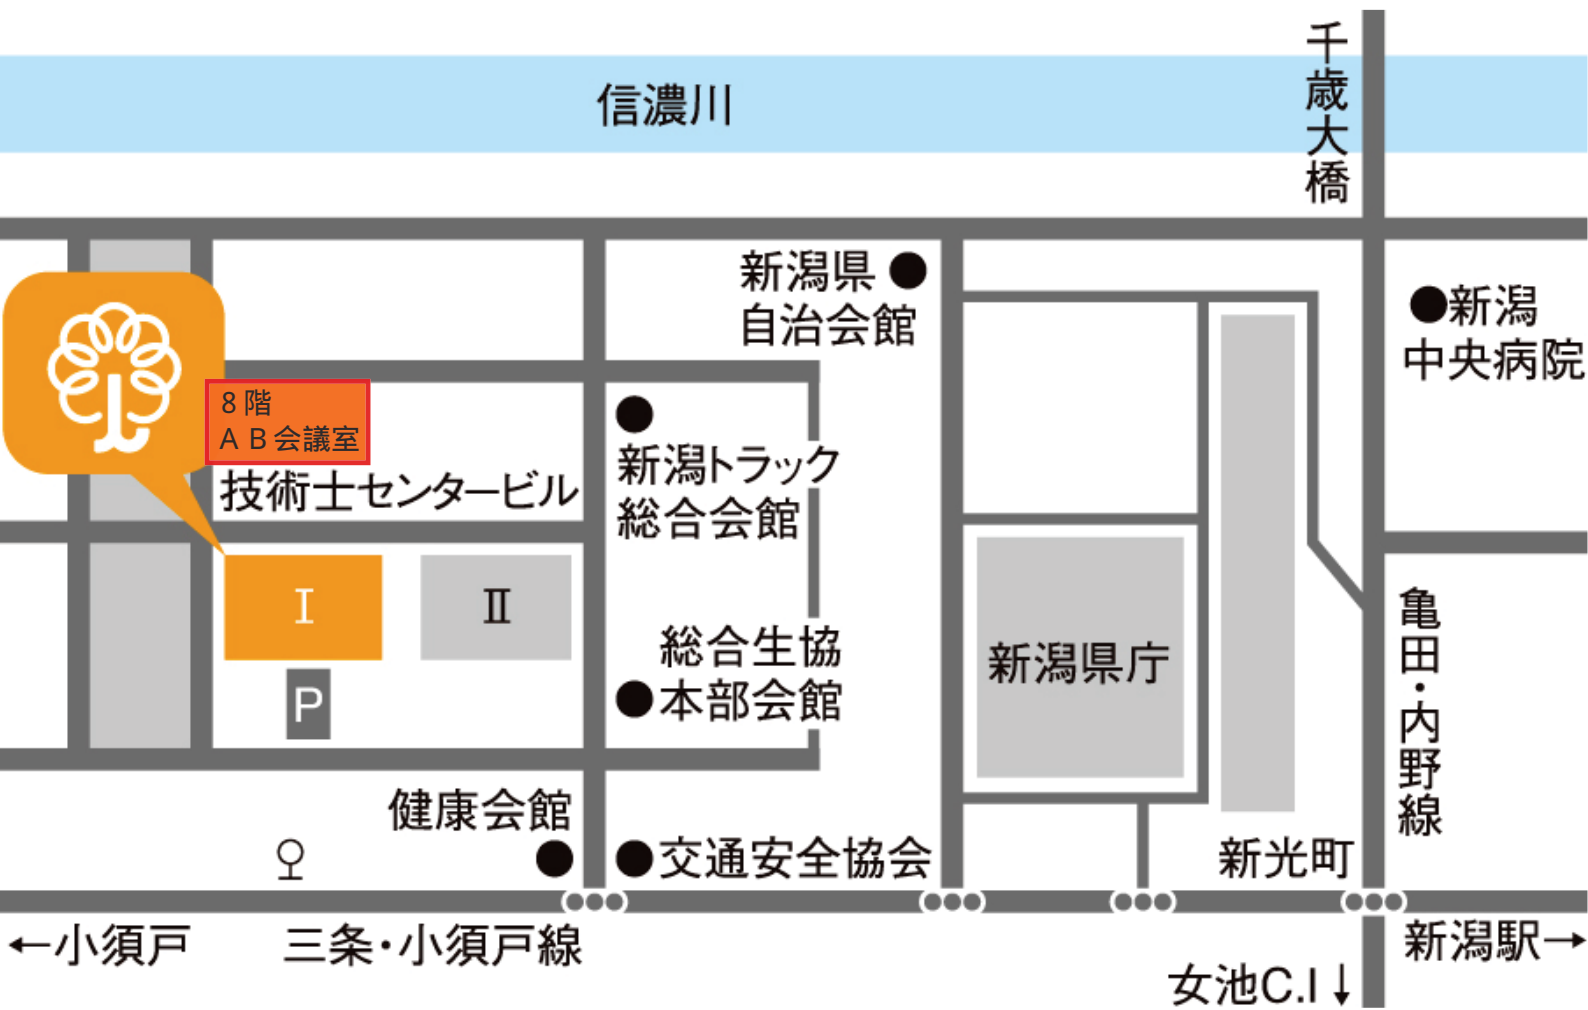 千歳大橋
信濃川
新潟県
自治会館
●新潟
中央病院
8階
ＡＢ会議室
技術士センタービル
新潟トラック
総合会館
I
II
P
総合生協
本部会館
新潟県庁
亀田・内野線
健康会館
交通安全協会
新光町
←小須戸
三条・小須戸線
新潟駅→
女池C.I↓